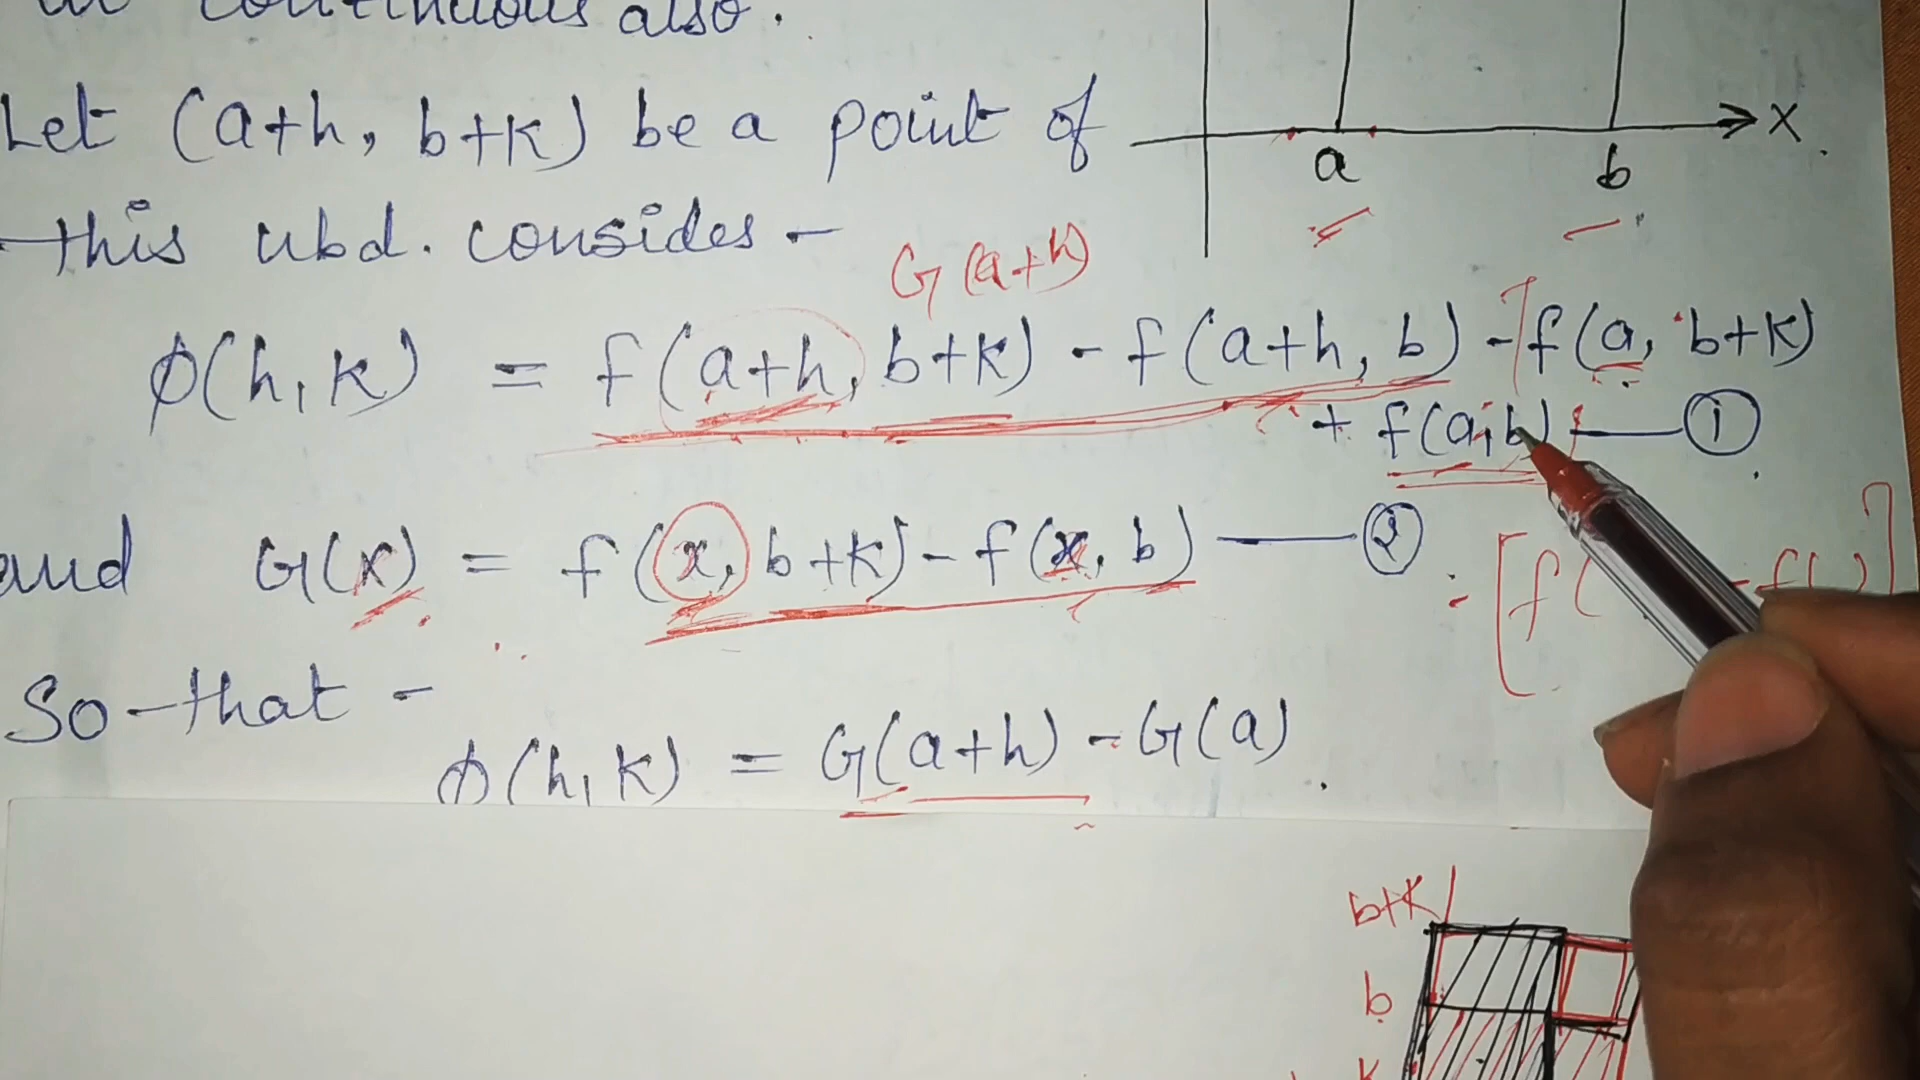 continuous also.
Let (a+h, b+k) be a point of
this nbd. consider -
G(a+h)
φ(h,k) = f(a+h, b+k) - f(a+h, b) - f(a, b+k)
+ f(a,b) — ①
and G(x) = f(x, b+k) - f(x, b) — ②
So that -
φ(h,k) = G(a+h) - G(a)
X
a
b
b+k
b
k